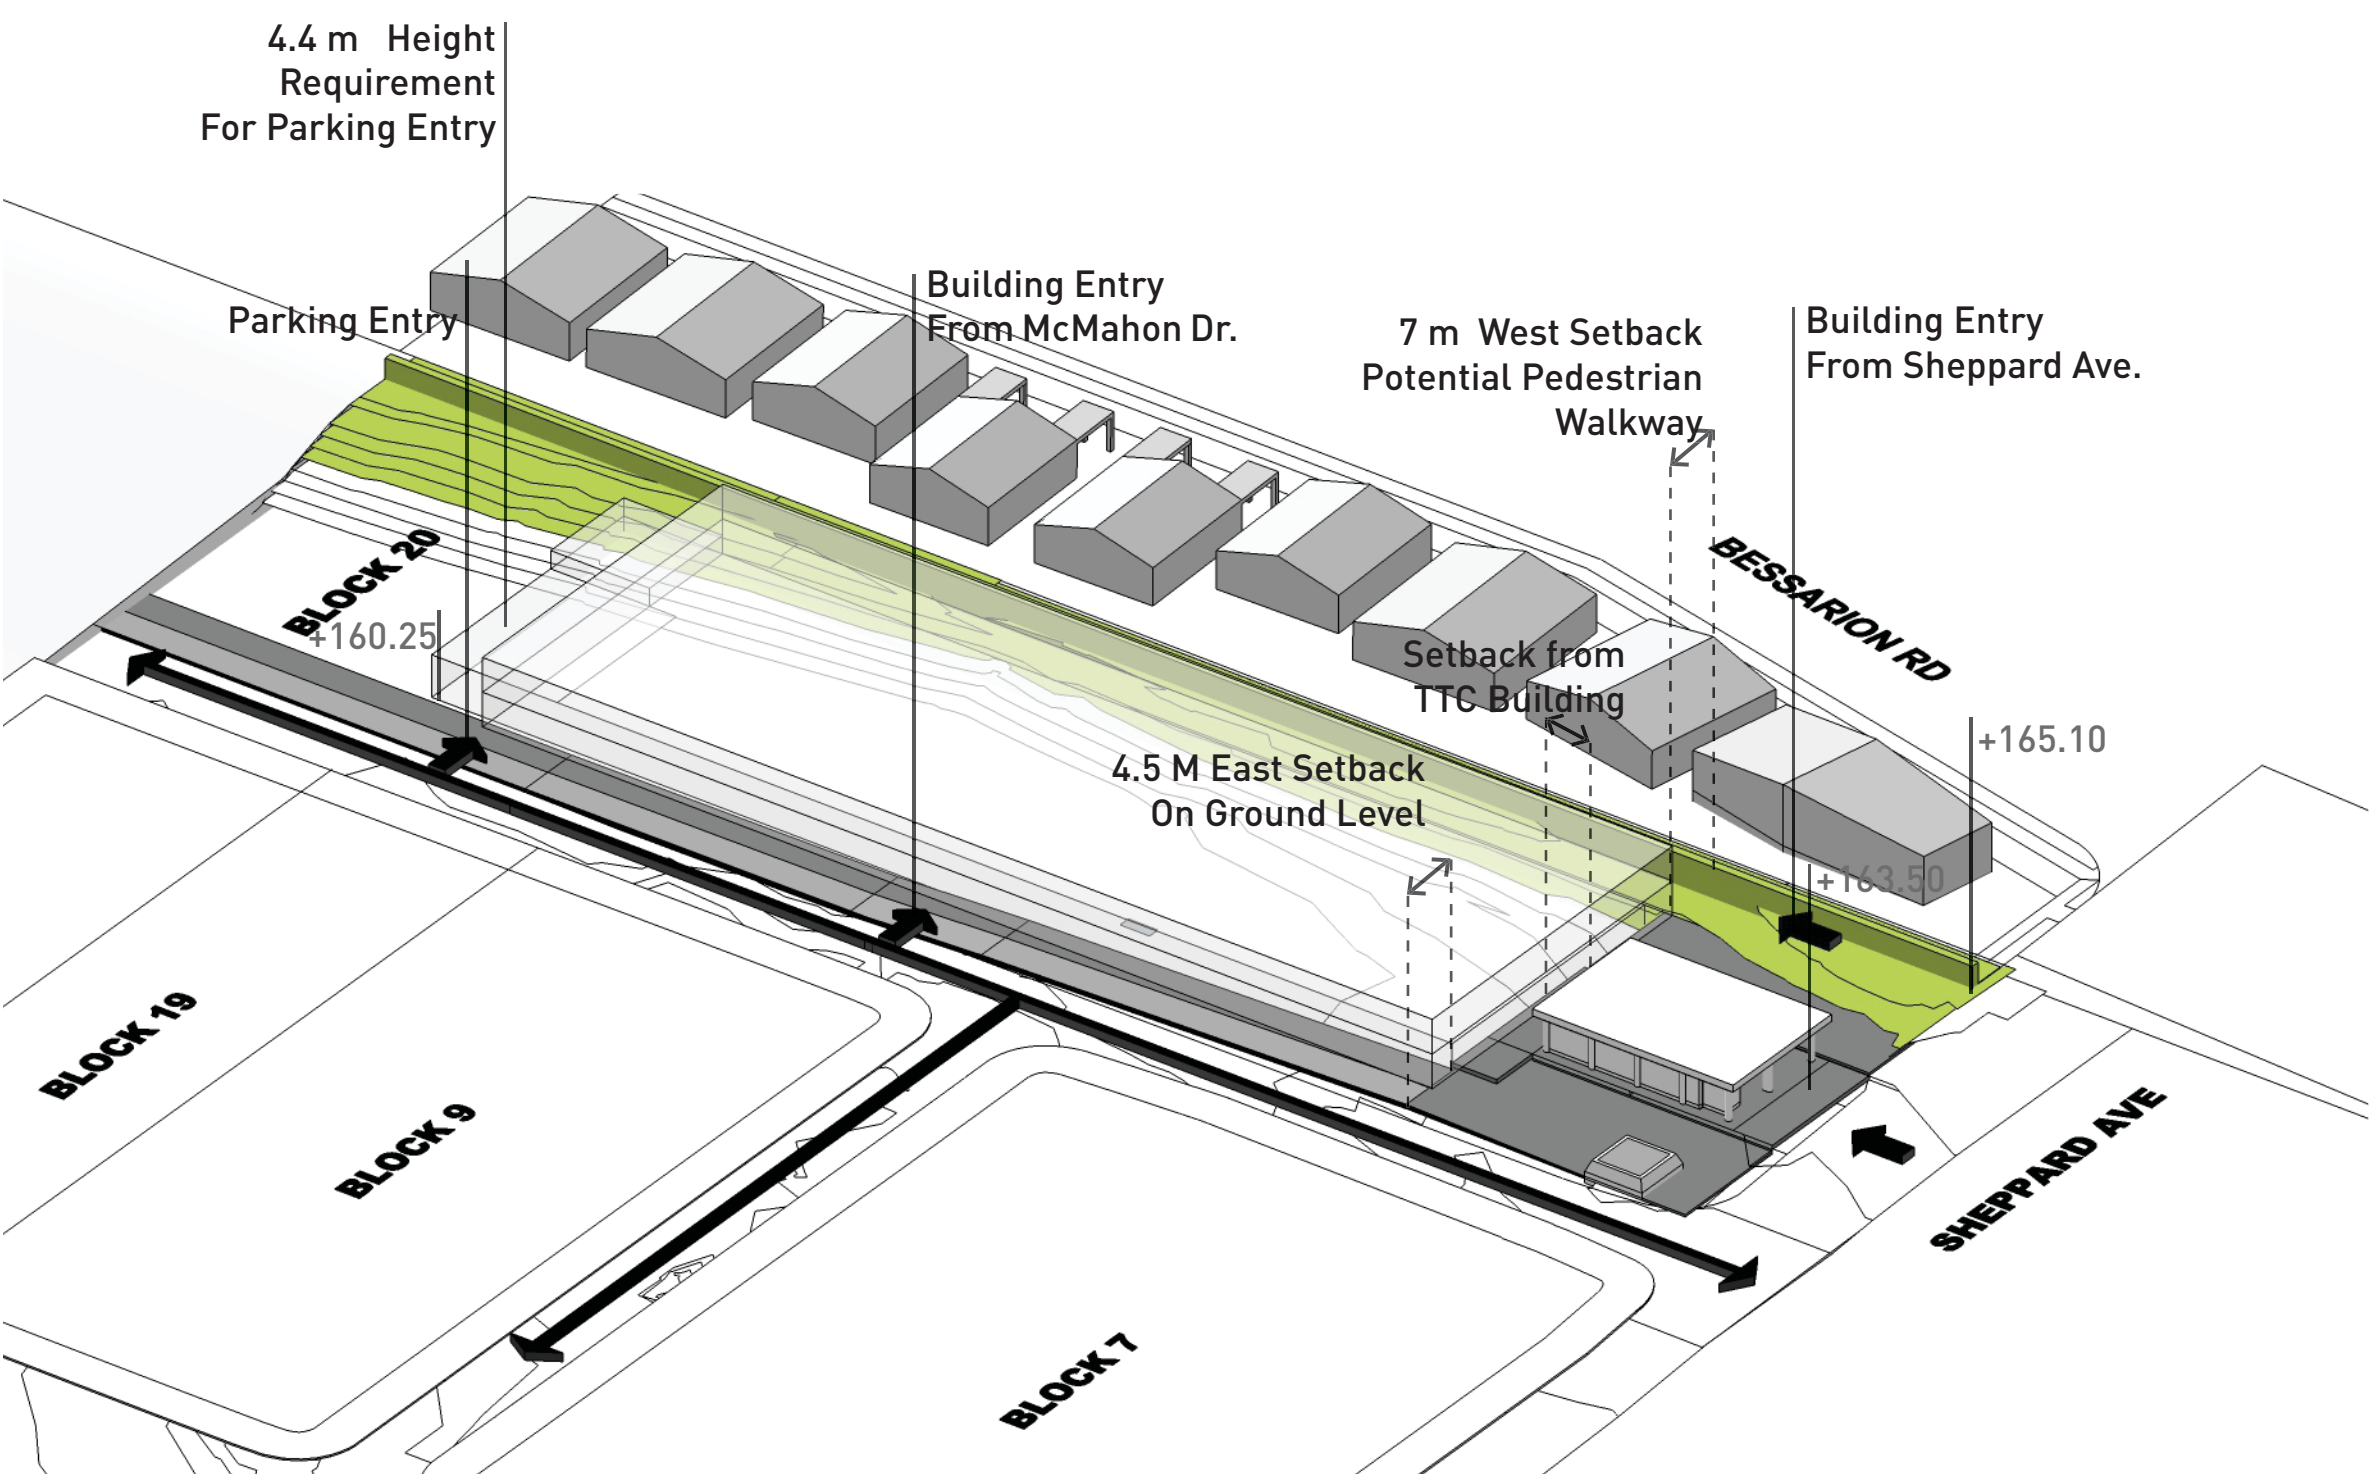 4.4 m Height
Requirement
For Parking Entry
Parking Entry
Building Entry
From McMahon Dr.
7 m West Setback
Potential Pedestrian
Walkway
Building Entry
From Sheppard Ave.
BESSARION RD
BLOCK 20
+160.25
Setback from
TTC Building
4.5 M East Setback
On Ground Level
+165.10
+163.50
BLOCK 19
BLOCK 9
BLOCK 7
SHEPPARD AVE